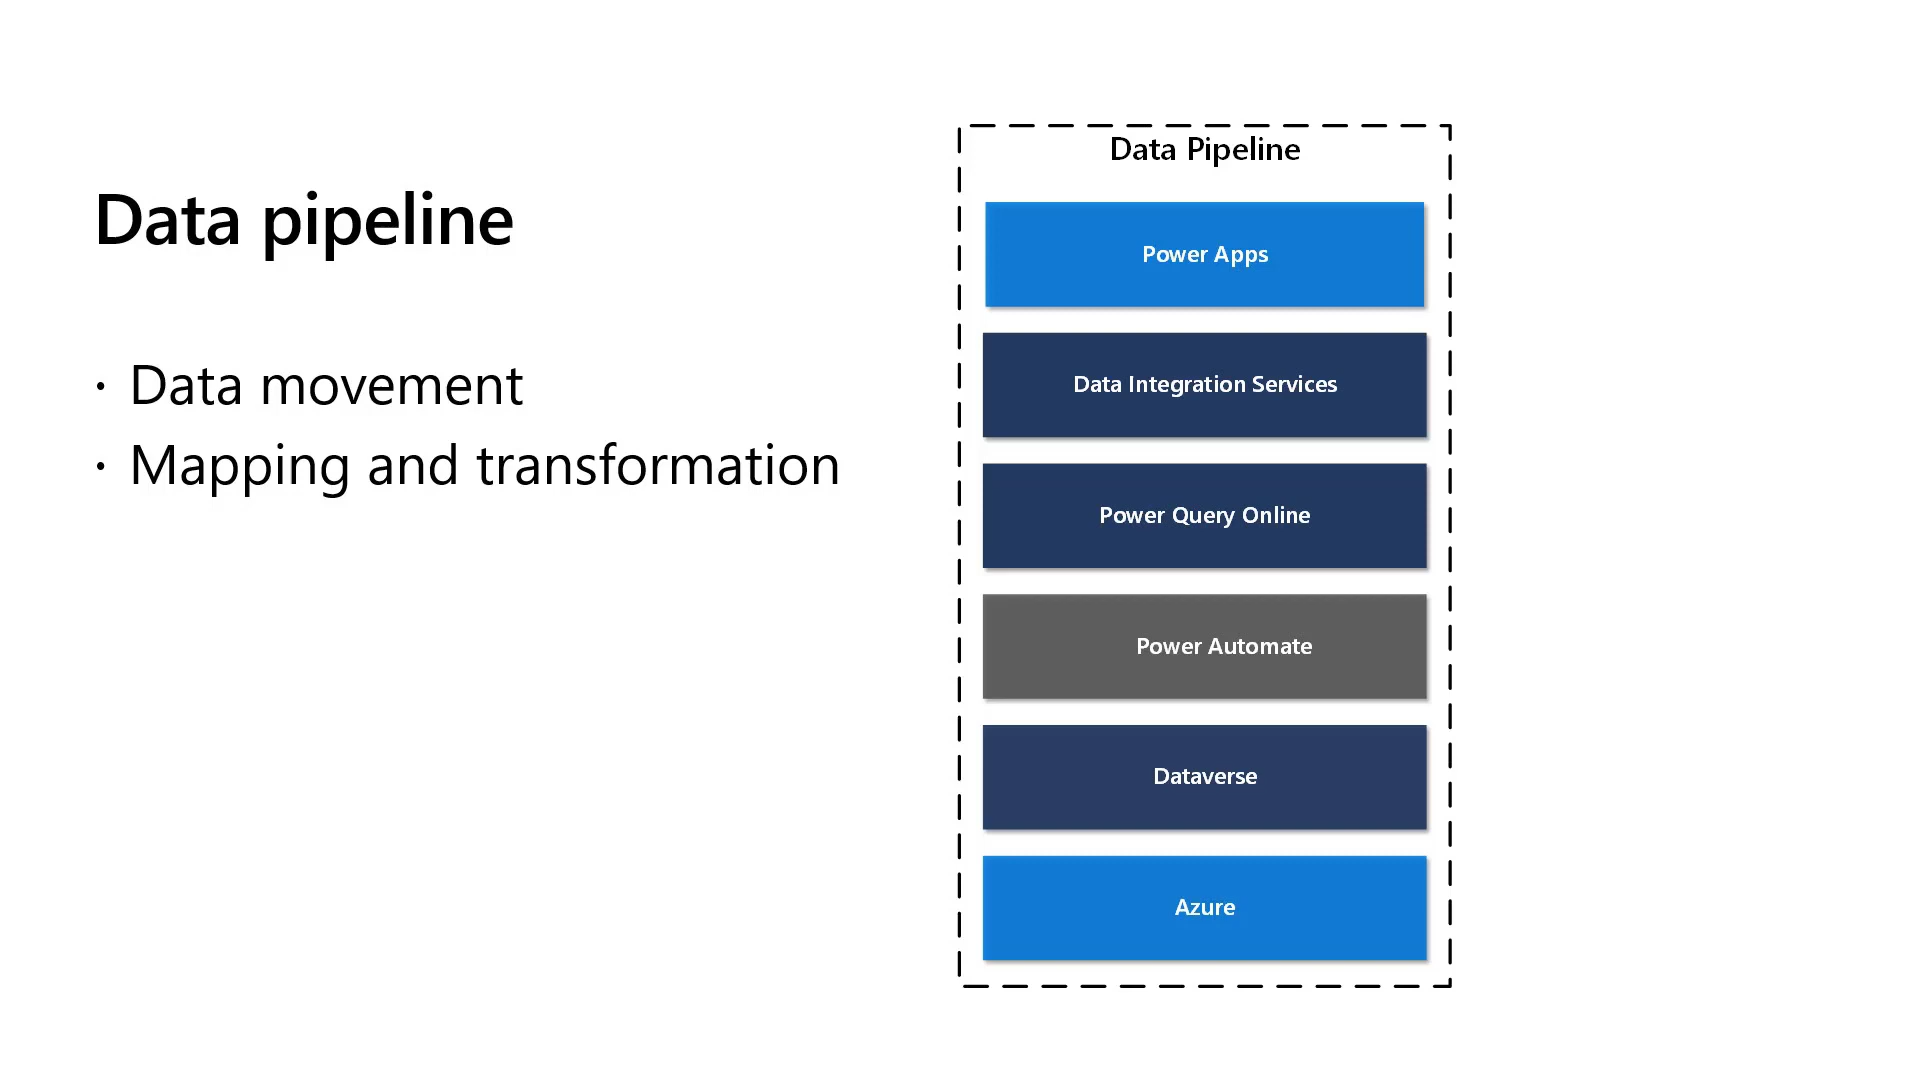 Data pipeline
· Data movement
· Mapping and transformation
Data Pipeline
Power Apps
Data Integration Services
Power Query Online
Power Automate
Dataverse
Azure